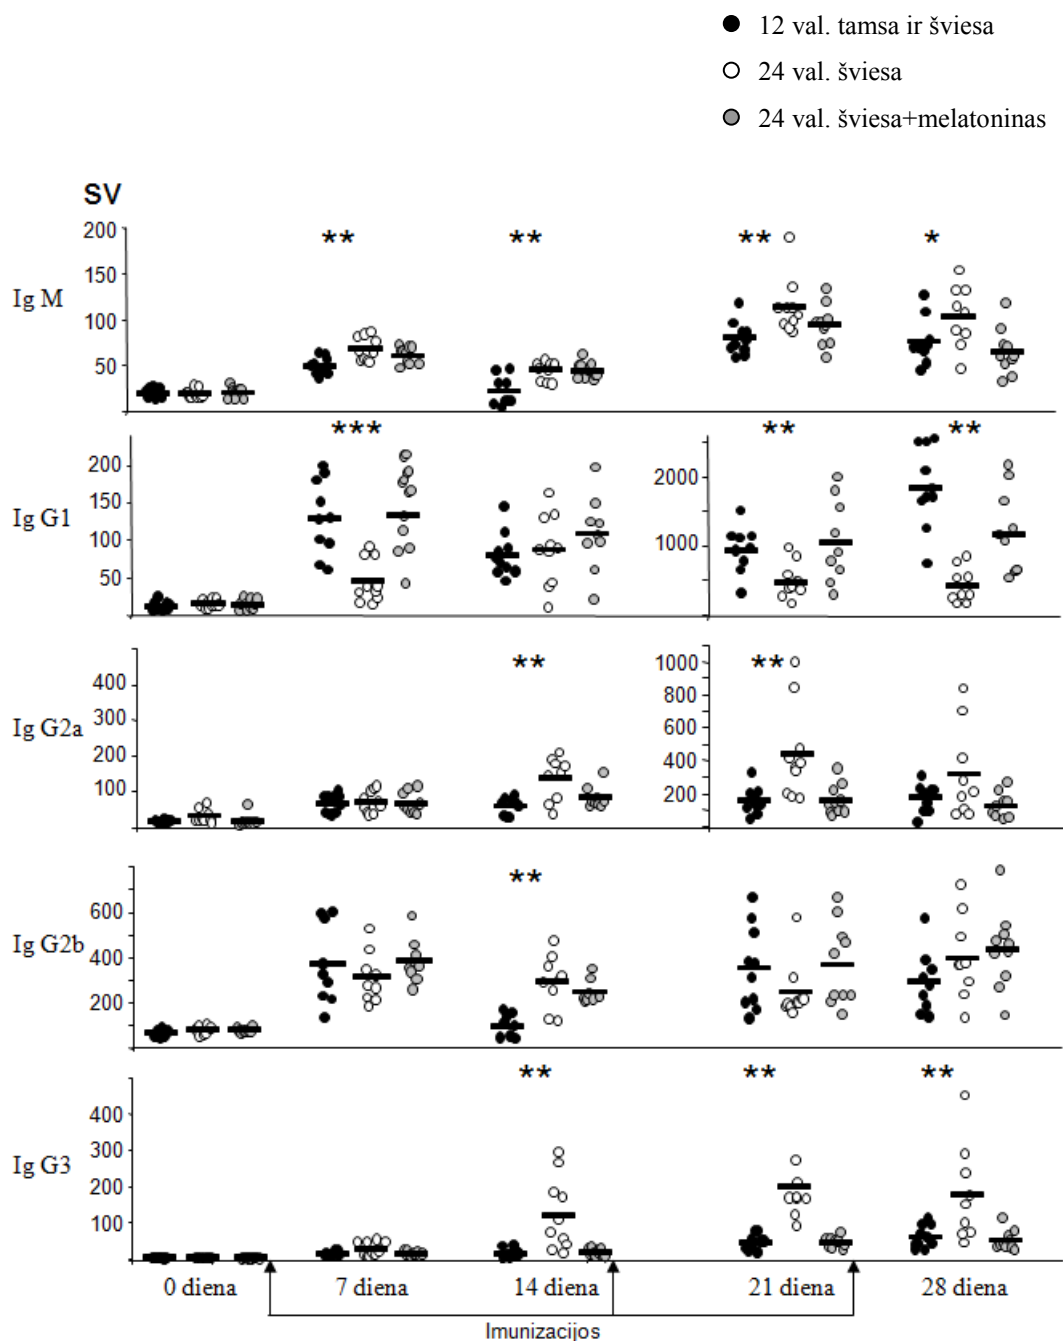 12 val. tamsa ir šviesa
24 val. šviesa
24 val. šviesa+melatoninas
SV
200 ** ** ** *
150
Ig M
100
50
*** ** **
200
2000
150
Ig G1
100
1000
50
** 1000 **
400
800
300
Ig G2a
600
200
400
100
200
**
600
Ig G2b
400
200
** ** **
400
300
Ig G3
200
100
0 diena 7 diena 14 diena 21 diena 28 diena
Imunizacijos